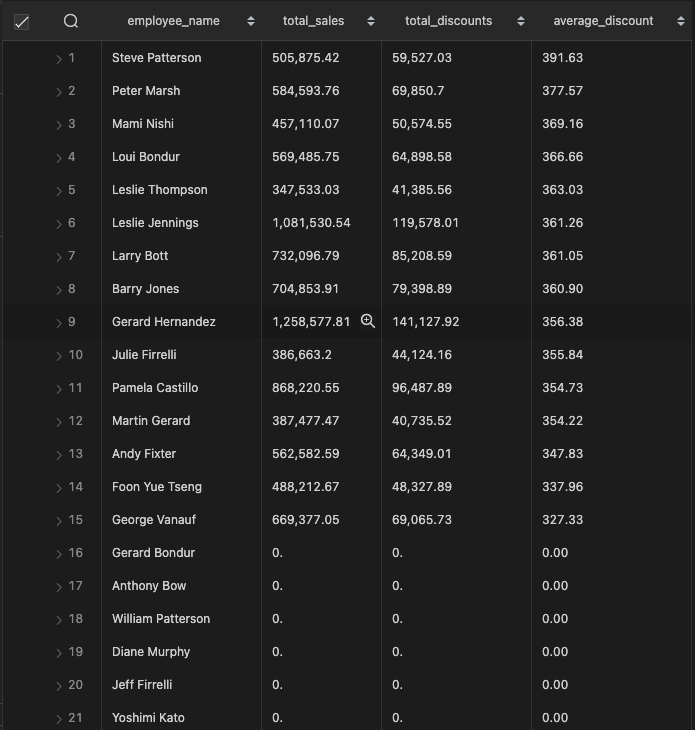 employee_name total_sales total_discounts average_discount
1 Steve Patterson 505,875.42 59,527.03 391.63
2 Peter Marsh 584,593.76 69,850.7 377.57
3 Mami Nishi 457,110.07 50,574.55 369.16
4 Loui Bondur 569,485.75 64,898.58 366.66
5 Leslie Thompson 347,533.03 41,385.56 363.03
6 Leslie Jennings 1,081,530.54 119,578.01 361.26
7 Larry Bott 732,096.79 85,208.59 361.05
8 Barry Jones 704,853.91 79,398.89 360.90
9 Gerard Hernandez 1,258,577.81 141,127.92 356.38
10 Julie Firrelli 386,663.2 44,124.16 355.84
11 Pamela Castillo 868,220.55 96,487.89 354.73
12 Martin Gerard 387,477.47 40,735.52 354.22
13 Andy Fixter 562,582.59 64,349.01 347.83
14 Foon Yue Tseng 488,212.67 48,327.89 337.96
15 George Vanauf 669,377.05 69,065.73 327.33
16 Gerard Bondur 0. 0. 0.00
17 Anthony Bow 0. 0. 0.00
18 William Patterson 0. 0. 0.00
19 Diane Murphy 0. 0. 0.00
20 Jeff Firrelli 0. 0. 0.00
21 Yoshimi Kato 0. 0. 0.00